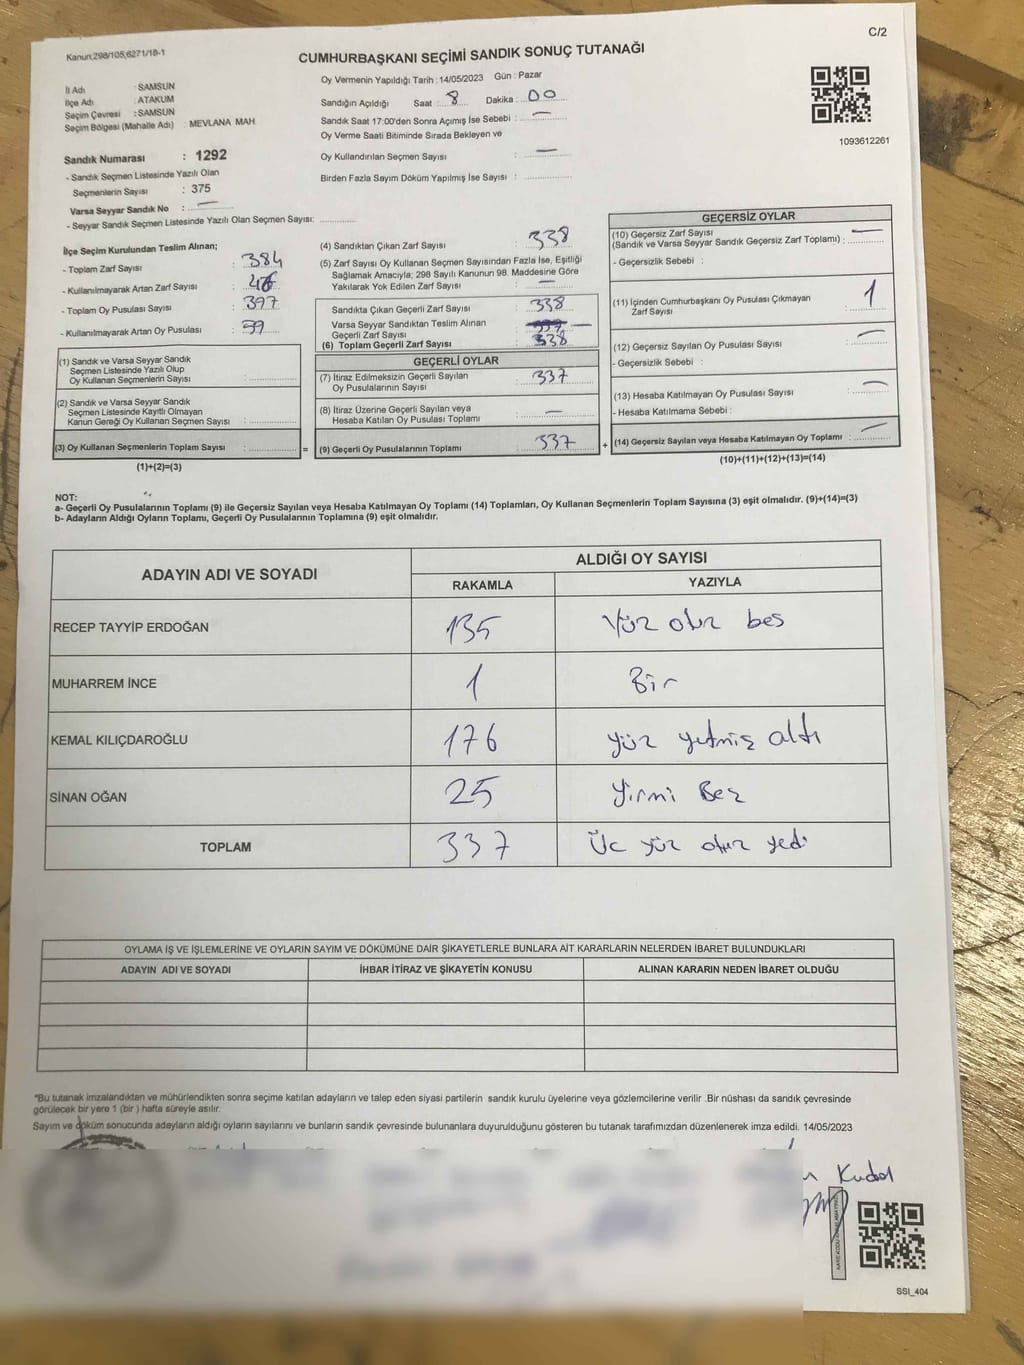 C/2
Kanun,298/105,6271/18-1
CUMHURBAŞKANI SEÇİMİ SANDIK SONUÇ TUTANAĞI
İl Adı : SAMSUN
İlçe Adı : ATAKUM
Seçim Çevresi : SAMSUN
Seçim Bölgesi (Mahalle Adı) : MEVLANA MAH
Oy Vermenin Yapıldığı Tarih : 14/05/2023 Gün : Pazar
Sandığın Açıldığı Saat : 8 Dakika : 00
Sandık Saat 17:00'den Sonra Açımış İse Sebebi : —
Oy Verme Saati Bitiminde Sırada Bekleyen ve
Oy Kullandırılan Seçmen Sayısı : —
Birden Fazla Sayım Döküm Yapılmış İse Sayısı :
1093612261
Sandık Numarası : 1292
- Sandık Seçmen Listesinde Yazılı Olan
Seçmenlerin Sayısı : 375
Varsa Seyyar Sandık No : —
- Seyyar Sandık Seçmen Listesinde Yazılı Olan Seçmen Sayısı:
İlçe Seçim Kurulundan Teslim Alınan;
- Toplam Zarf Sayısı : 384
- Kullanılmayarak Artan Zarf Sayısı :
- Toplam Oy Pusulası Sayısı : 397
- Kullanılmayarak Artan Oy Pusulası : 59
(1) Sandık ve Varsa Seyyar Sandık
Seçmen Listesinde Yazılı Olup
Oy Kullanan Seçmenlerin Sayısı :
(2) Sandık ve Varsa Seyyar Sandık
Seçmen Listesinde Kayıtlı Olmayan
Kanun Gereği Oy Kullanan Seçmen Sayısı :
(3) Oy Kullanan Seçmenlerin Toplam Sayısı : =
(1)+(2)=(3)
(4) Sandıktan Çıkan Zarf Sayısı : 338
(5) Zarf Sayısı Oy Kullanan Seçmen Sayısından Fazla İse, Eşitliği
Sağlamak Amacıyla; 298 Sayılı Kanunun 98. Maddesine Göre
Yakılarak Yok Edilen Zarf Sayısı : —
Sandıkta Çıkan Geçerli Zarf Sayısı : 338
Varsa Seyyar Sandıktan Teslim Alınan
Geçerli Zarf Sayısı : —
(6) Toplam Geçerli Zarf Sayısı : 338
GEÇERLİ OYLAR
(7) İtiraz Edilmeksizin Geçerli Sayılan
Oy Pusulalarının Sayısı : 337
(8) İtiraz Üzerine Geçerli Sayılan veya
Hesaba Katılan Oy Pusulası Toplamı : —
(9) Geçerli Oy Pusulalarının Toplamı : 337 +
GEÇERSİZ OYLAR
(10) Geçersiz Zarf Sayısı
(Sandık ve Varsa Seyyar Sandık Geçersiz Zarf Toplamı) : —
- Geçersizlik Sebebi :
(11) İçinden Cumhurbaşkanı Oy Pusulası Çıkmayan
Zarf Sayısı : 1
(12) Geçersiz Sayılan Oy Pusulası Sayısı : —
- Geçersizlik Sebebi :
(13) Hesaba Katılmayan Oy Pusulası Sayısı : —
- Hesaba Katılmama Sebebi :
(14) Geçersiz Sayılan veya Hesaba Katılmayan Oy Toplamı : —
(10)+(11)+(12)+(13)=(14)
NOT:
a- Geçerli Oy Pusulalarının Toplamı (9) ile Geçersiz Sayılan veya Hesaba Katılmayan Oy Toplamı (14) Toplamları, Oy Kullanan Seçmenlerin Toplam Sayısına (3) eşit olmalıdır. (9)+(14)=(3)
b- Adayların Aldığı Oyların Toplamı, Geçerli Oy Pusulalarının Toplamına (9) eşit olmalıdır.
ADAYIN ADI VE SOYADI ALDIĞI OY SAYISI
RAKAMLA YAZIYLA
RECEP TAYYİP ERDOĞAN 135 Yüz otuz beş
MUHARREM İNCE 1 Bir
KEMAL KILIÇDAROĞLU 176 yüz yetmiş altı
SİNAN OĞAN 25 Yirmi Beş
TOPLAM 337 Üç yüz otuz yedi
OYLAMA İŞ VE İŞLEMLERİNE VE OYLARIN SAYIM VE DÖKÜMÜNE DAİR ŞİKAYETLERLE BUNLARA AİT KARARLARIN NELERDEN İBARET BULUNDUKLARI
ADAYIN ADI VE SOYADI İHBAR İTİRAZ VE ŞİKAYETİN KONUSU ALINAN KARARIN NEDEN İBARET OLDUĞU
"Bu tutanak imzalandıktan ve mühürlendikten sonra seçime katılan adayların ve talep eden siyasi partilerin sandık kurulu üyelerine veya gözlemcilerine verilir .Bir nüshası da sandık çevresinde
görülecek bir yere 1 (bir ) hafta süreyle asılır.
Sayım ve döküm sonucunda adayların aldığı oyların sayılarını ve bunların sandık çevresinde bulunanlara duyurulduğunu gösteren bu tutanak tarafımızdan düzenlenerek imza edildi. 14/05/2023
SSI_404